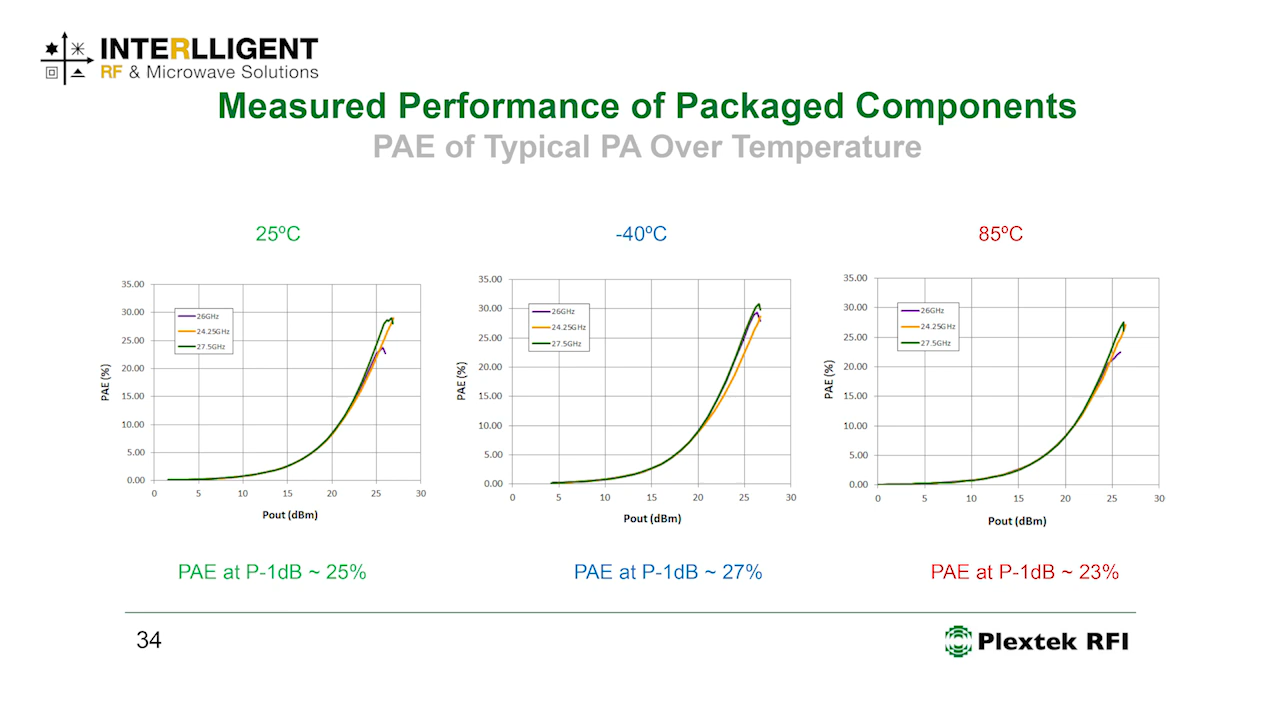 INTERLLIGENT
RF & Microwave Solutions
Measured Performance of Packaged Components
PAE of Typical PA Over Temperature
25ºC
-40ºC
85ºC
PAE (%)
35.00
30.00
25.00
20.00
15.00
10.00
5.00
0.00
26GHz
24.25GHz
27.5GHz
0 5 10 15 20 25 30
Pout (dBm)
PAE (%)
35.00
30.00
25.00
20.00
15.00
10.00
5.00
0.00
26GHz
24.25GHz
27.5GHz
0 5 10 15 20 25 30
Pout (dBm)
PAE (%)
35.00
30.00
25.00
20.00
15.00
10.00
5.00
0.00
26GHz
24.25GHz
27.5GHz
0 5 10 15 20 25 30
Pout (dBm)
PAE at P-1dB ~ 25%
PAE at P-1dB ~ 27%
PAE at P-1dB ~ 23%
34
Plextek RFI